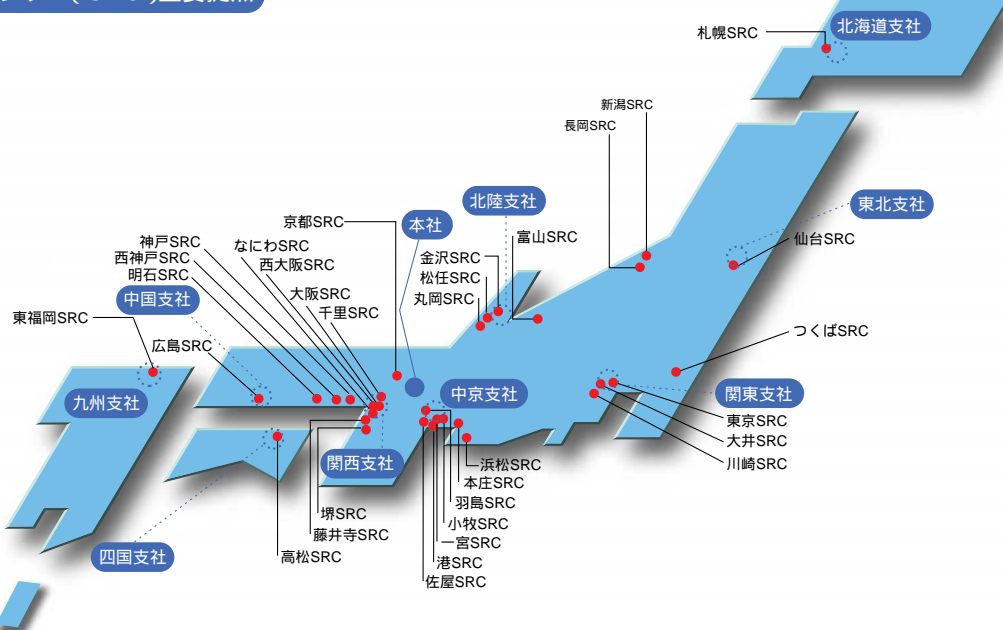 (
)
札幌SRC
北海道支社
新潟SRC
長岡SRC
東北支社
仙台SRC
北陸支社
京都SRC
本社
富山SRC
神戸SRC
なにわSRC
金沢SRC
西神戸SRC
西大阪SRC
松任SRC
明石SRC
丸岡SRC
中国支社
大阪SRC
千里SRC
東福岡SRC
広島SRC
つくばSRC
九州支社
中京支社
関東支社
東京SRC
大井SRC
川崎SRC
関西支社
浜松SRC
本庄SRC
羽島SRC
堺SRC
小牧SRC
藤井寺SRC
一宮SRC
四国支社
高松SRC
港SRC
佐屋SRC